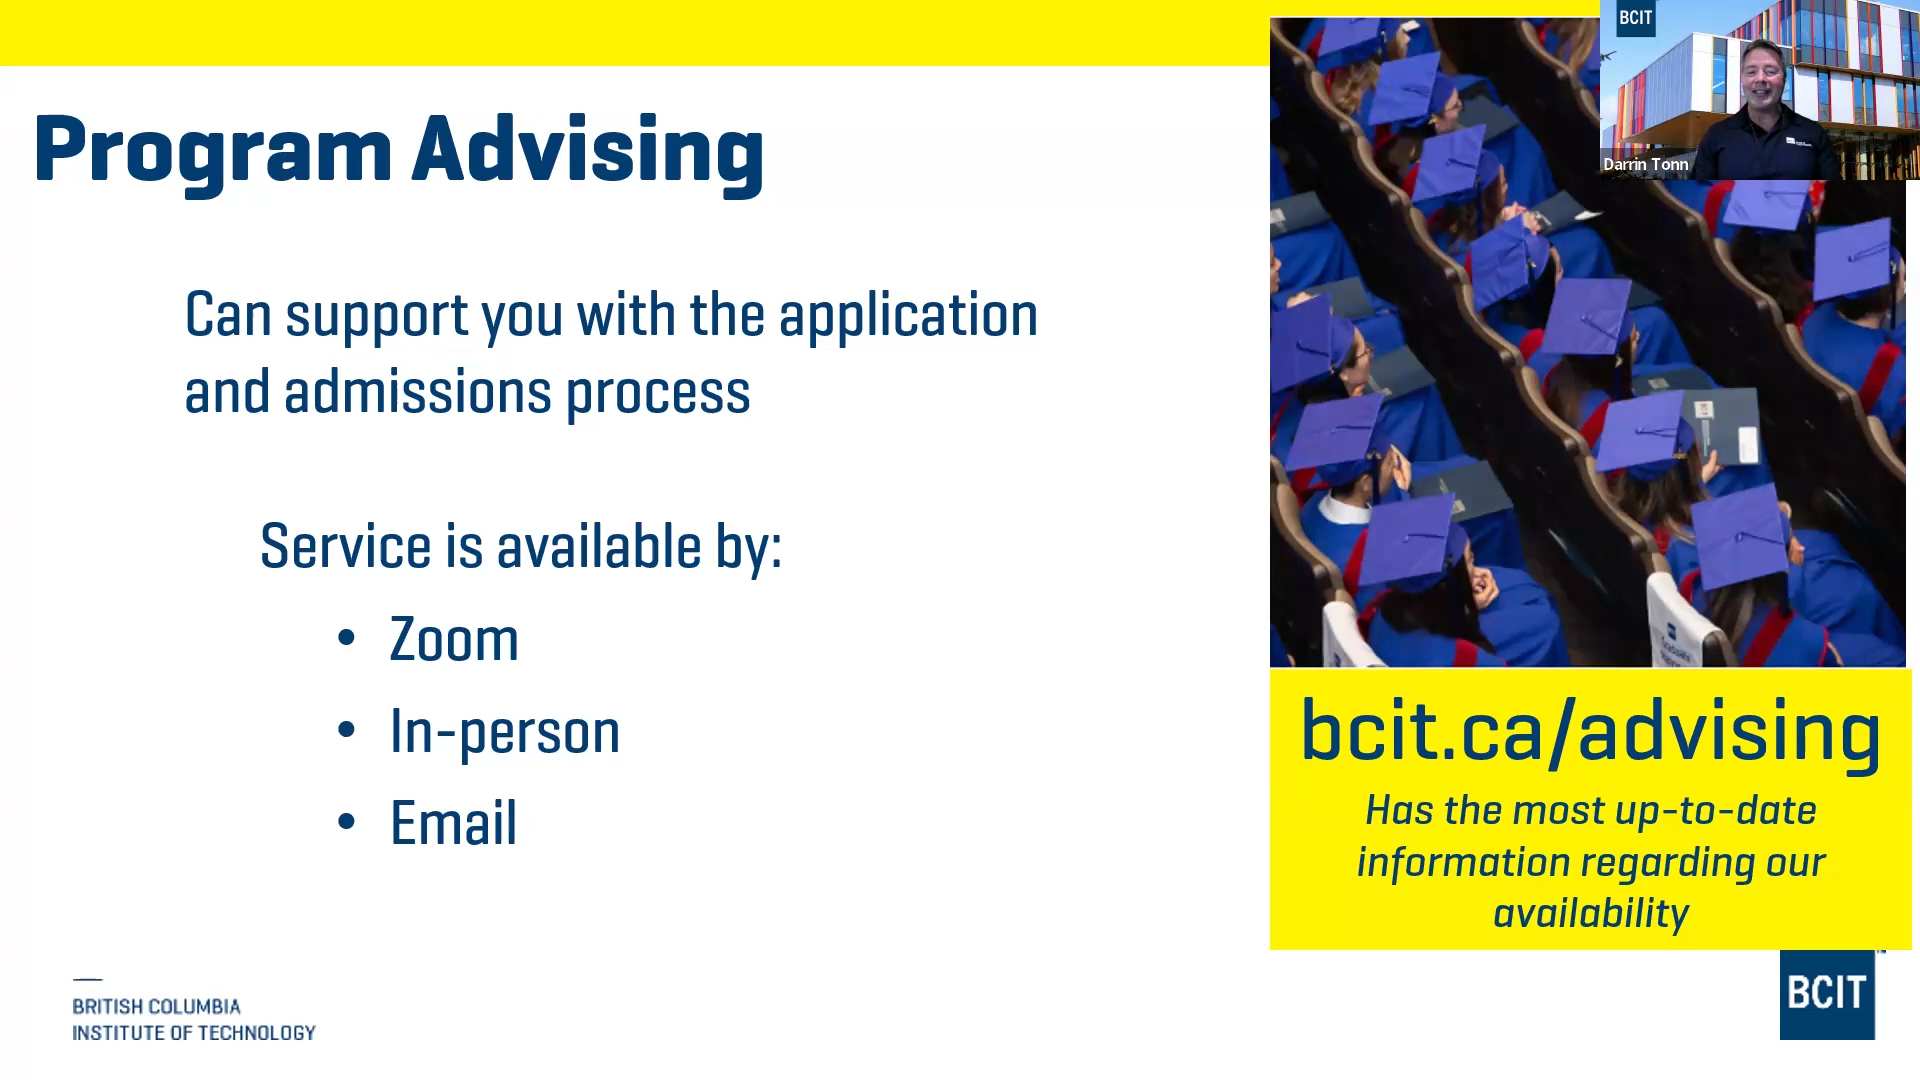 Program Advising
Can support you with the application
and admissions process
Service is available by:
• Zoom
• In-person
• Email
BCIT
Darrin Tonn
bcit.ca/advising
Has the most up-to-date
information regarding our
availability
BRITISH COLUMBIA
INSTITUTE OF TECHNOLOGY
BCIT